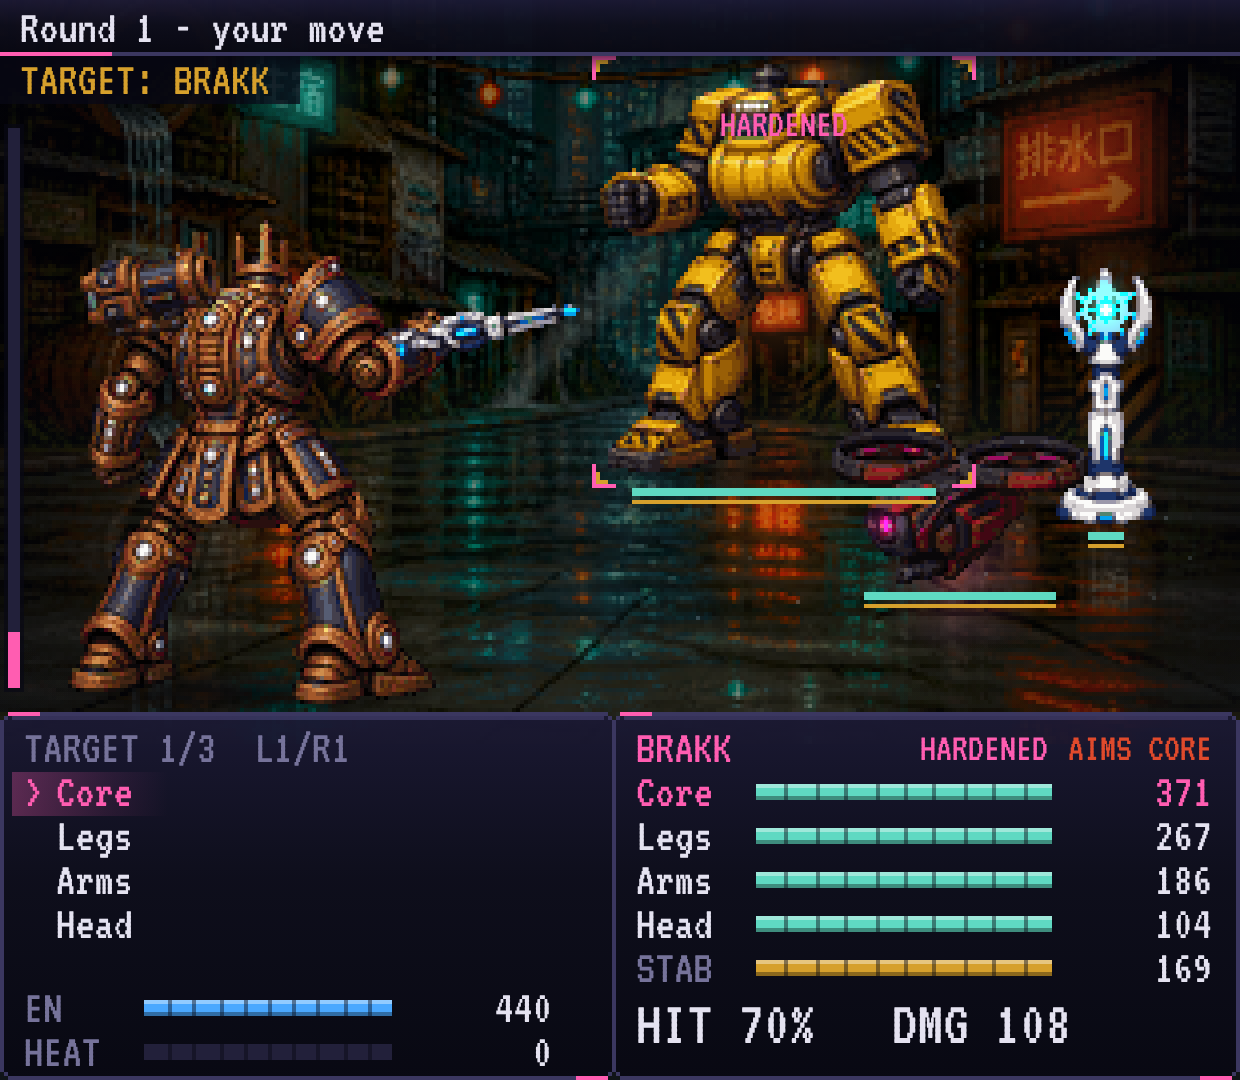 Round 1 - your move
TARGET: BRAKK
HARDENED
排水口
TARGET 1/3 L1/R1
> Core
Legs
Arms
Head
EN 440
HEAT 0
BRAKK HARDENED AIMS CORE
Core 371
Legs 267
Arms 186
Head 104
STAB 169
HIT 70% DMG 108